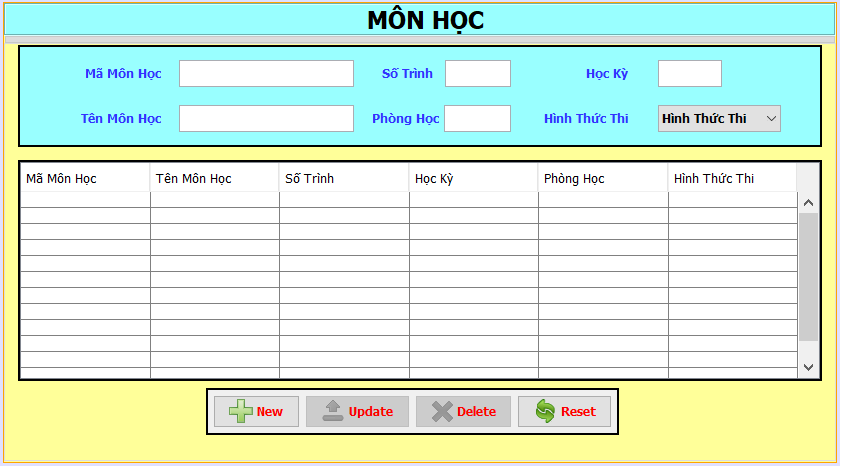 MÔN HỌC
Mã Môn Học Số Trình Học Kỳ
Tên Môn Học Phòng Học Hình Thức Thi Hình Thức Thi
Mã Môn Học Tên Môn Học Số Trình Học Kỳ Phòng Học Hình Thức Thi
New Update Delete Reset